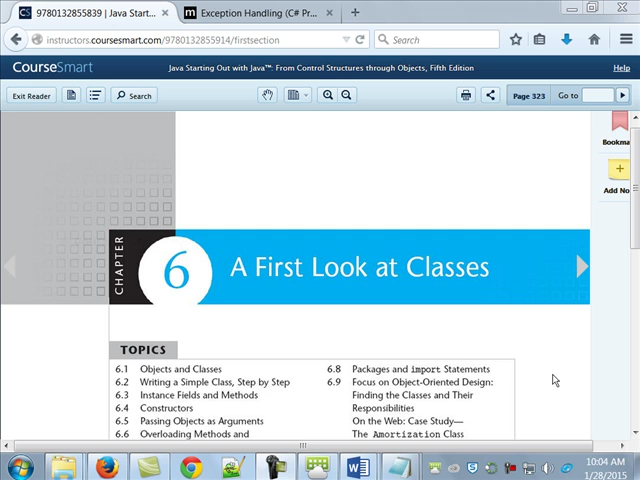 9780132855839 | Java Start...
Exception Handling (C# Pr...
instructors.coursesmart.com/9780132855914/firstsection
Search
CourseSmart
Java Starting Out with Java™: From Control Structures through Objects, Fifth Edition
Help
Exit Reader
Search
Page 323
Go to
Bookma
Add No
CHAPTER
6
A First Look at Classes
TOPICS
6.1 Objects and Classes
6.2 Writing a Simple Class, Step by Step
6.3 Instance Fields and Methods
6.4 Constructors
6.5 Passing Objects as Arguments
6.6 Overloading Methods and
6.8 Packages and import Statements
6.9 Focus on Object-Oriented Design:
Finding the Classes and Their
Responsibilities
On the Web: Case Study—
The Amortization Class
10:04 AM
1/28/2015